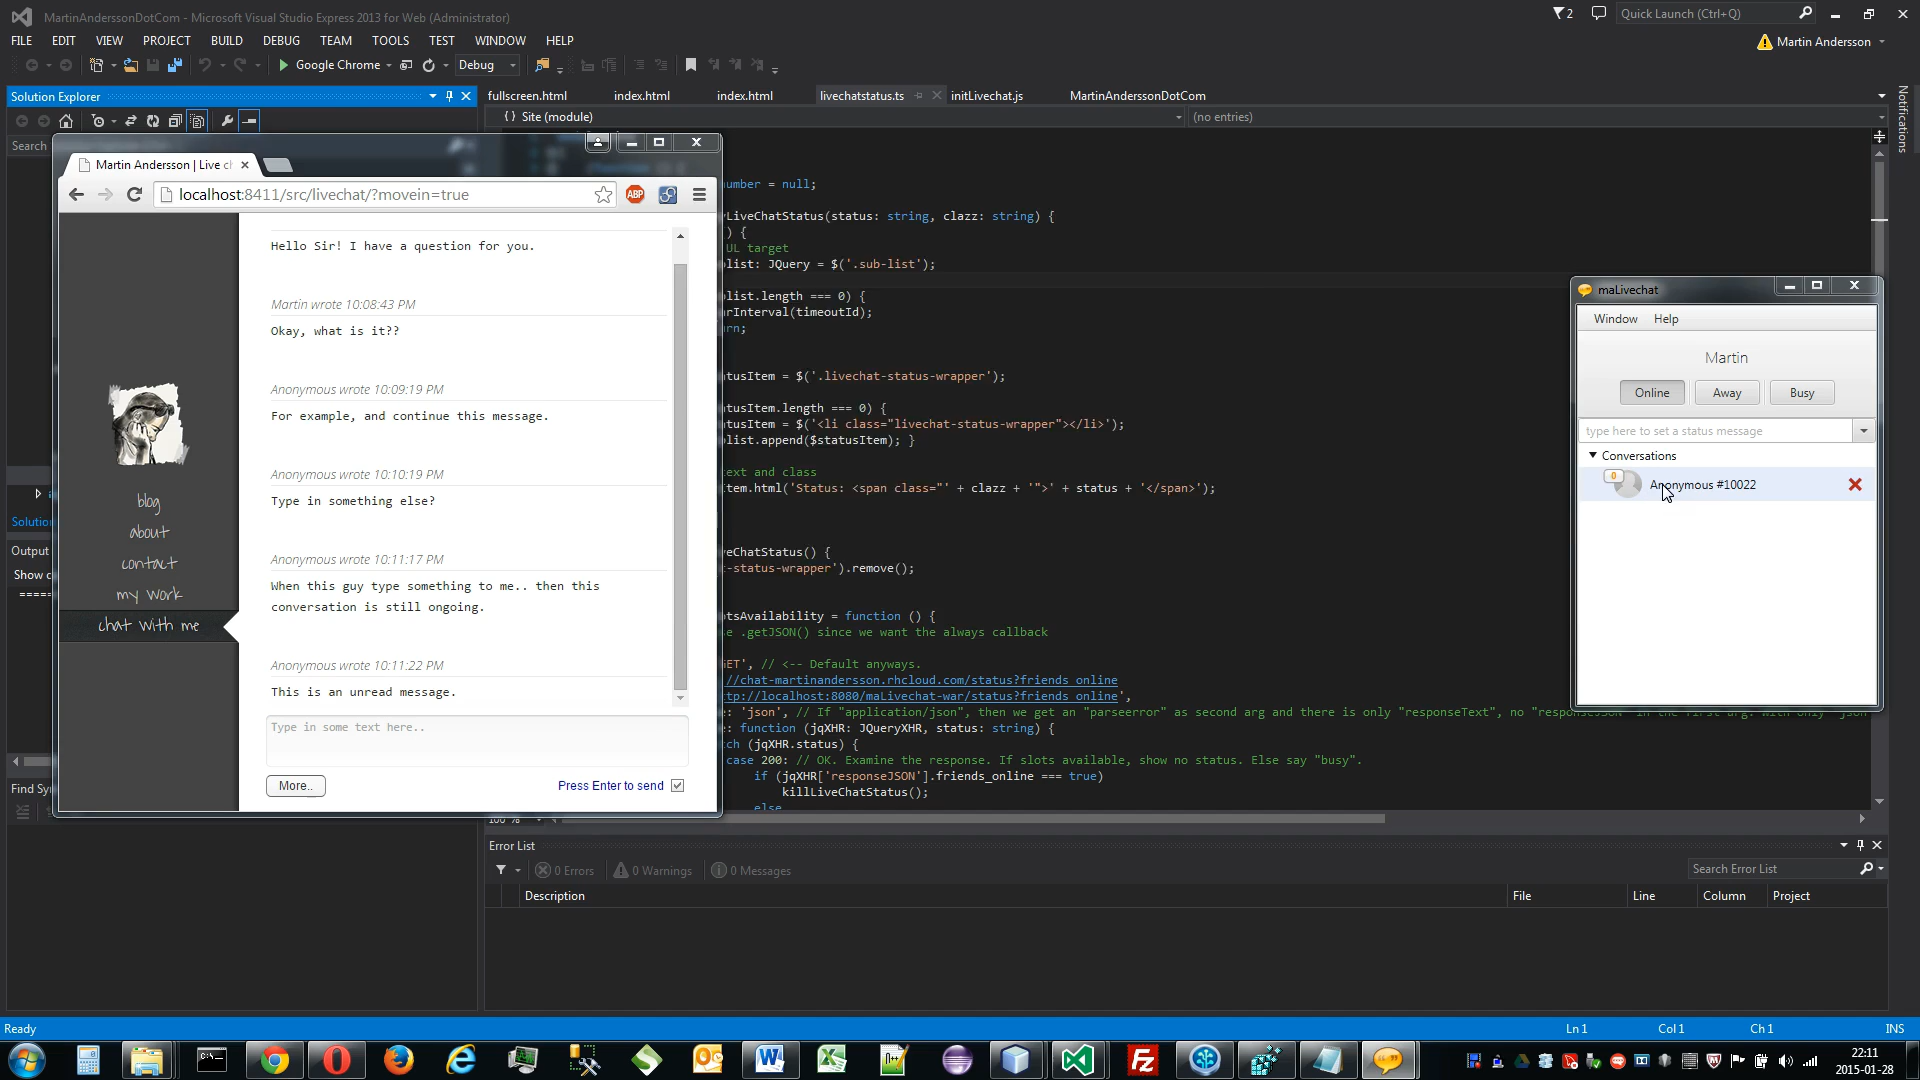 MartinAnderssonDotCom - Microsoft Visual Studio Express 2013 for Web (Administrator)
2
Quick Launch (Ctrl+Q)
FILE EDIT VIEW PROJECT BUILD DEBUG TEAM TOOLS TEST WINDOW HELP
Martin Andersson
Google Chrome
Debug
Solution Explorer
fullscreen.html index.html index.html livechatstatus.ts initLivechat.js MartinAnderssonDotCom
Notifications
{ } Site (module)
(no entries)
Search
Martin Andersson | Live c
localhost:8411/src/livechat/?movein=true
ABP
Hello Sir! I have a question for you.
Martin wrote 10:08:43 PM
Okay, what is it??
Anonymous wrote 10:09:19 PM
For example, and continue this message.
Anonymous wrote 10:10:19 PM
Type in something else?
Anonymous wrote 10:11:17 PM
When this guy type something to me.. then this
conversation is still ongoing.
Anonymous wrote 10:11:22 PM
This is an unread message.
Type in some text here..
More..
Press Enter to send
blog
about
contact
my work
chat with me
Solution
Output
Show
=====
Find Sy
umber = null;
LiveChatStatus(status: string, clazz: string) {
) {
UL target
list: JQuery = $('.sub-list');
list.length === 0) {
rInterval(timeoutId);
rn;
tusItem = $('.livechat-status-wrapper');
tusItem.length === 0) {
tusItem = $('<li class="livechat-status-wrapper"></li>');
list.append($statusItem); }
ext and class
tem.html('Status: <span class="' + clazz + '">' + status + '</span>');
eChatStatus() {
t-status-wrapper').remove();
otsAvailability = function () {
e .getJSON() since we want the always callback
GET', // <-- Default anyways.
//chat-martinandersson.rhcloud.com/status?friends_online
tp://localhost:8080/maLivechat-war/status?friends_online',
e: 'json', // If "application/json", then we get an "parseerror" as second arg and there is only "responseText", no "responseJSON" in the first arg. With only "json
e: function (jqXHR: JQueryXHR, status: string) {
tch (jqXHR.status) {
case 200: // OK. Examine the response. If slots available, show no status. Else say "busy".
if (jqXHR['responseJSON'].friends_online === true)
killLiveChatStatus();
else
100 %
maLivechat
Window Help
Martin
Online Away Busy
type here to set a status message
Conversations
0
Anonymous #10022
Error List
0 Errors 0 Warnings 0 Messages
Search Error List
Description File Line Column Project
Ready
Ln 1 Col 1 Ch 1 INS
22:11
2015-01-28